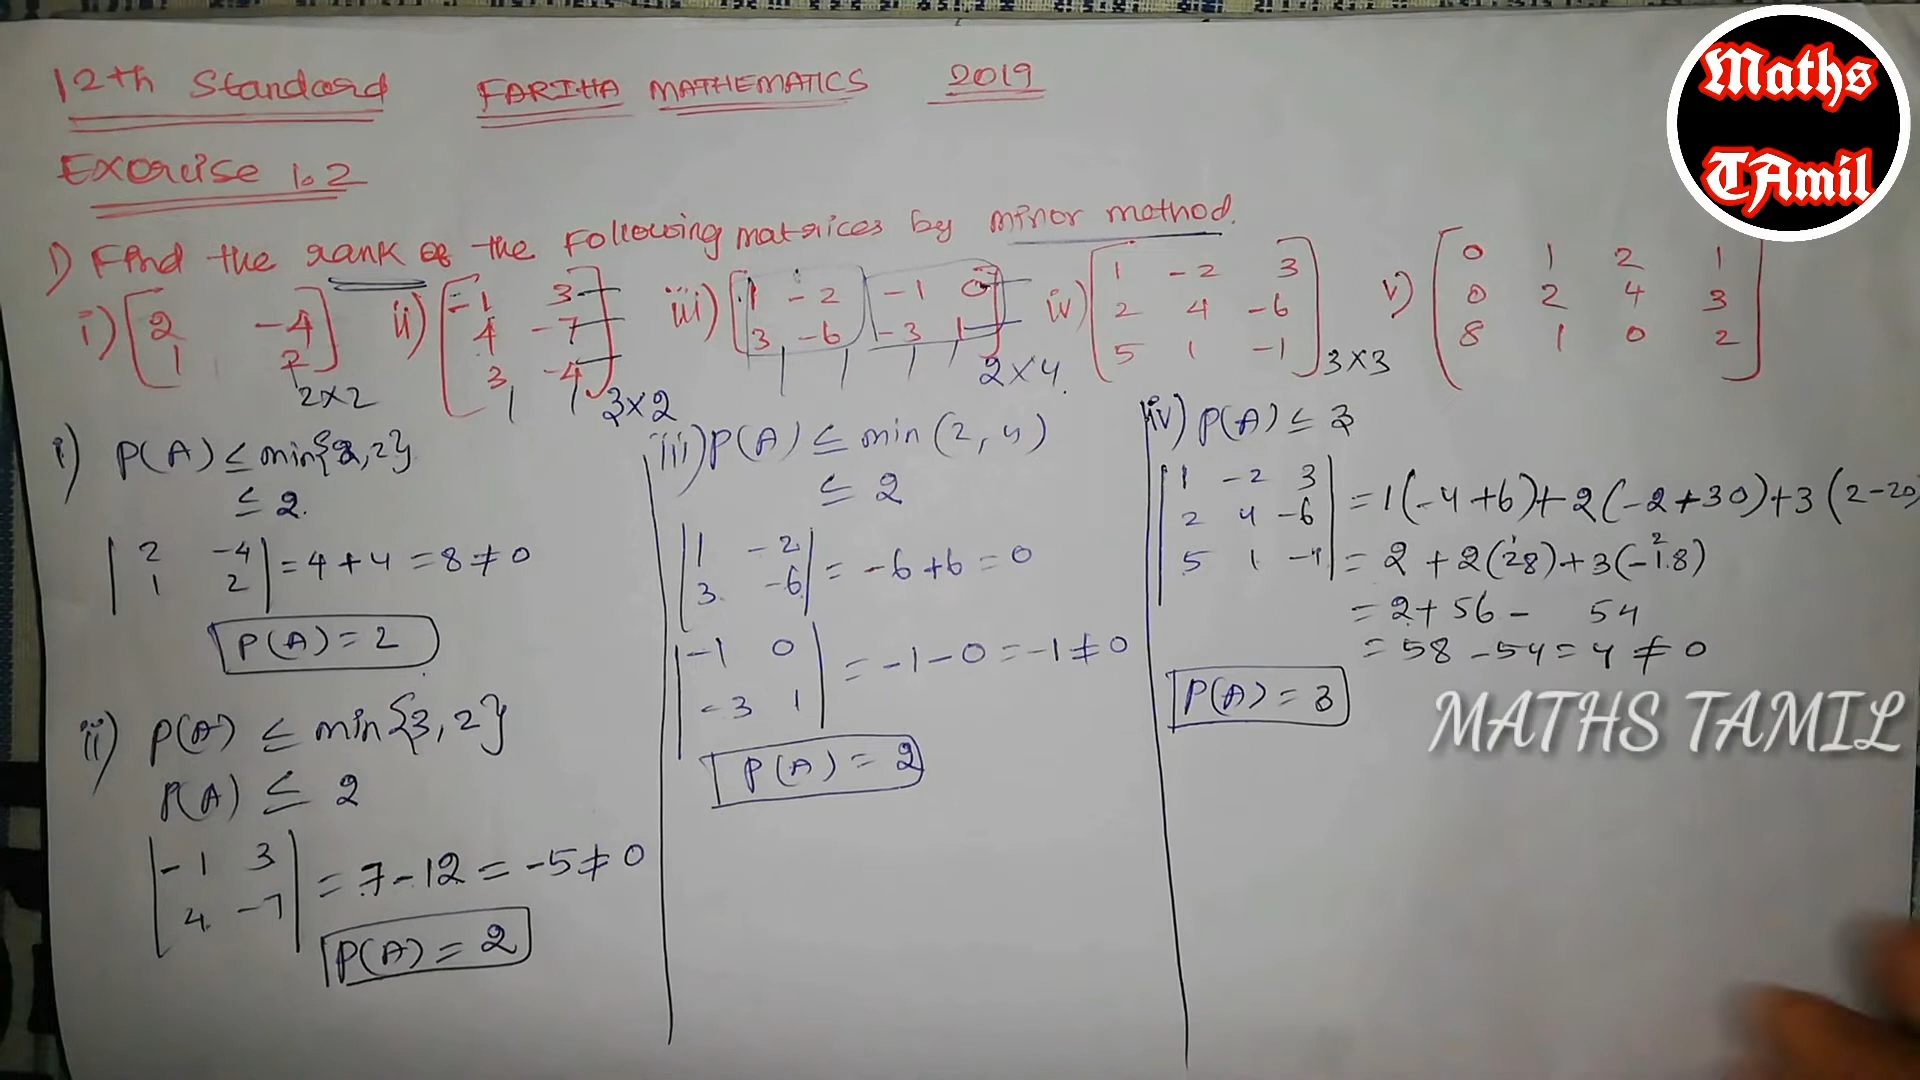 12th Standard FARITHA MATHEMATICS 2019
Exercise 1.2
1) Find the rank of the following matrices by minor method.
i) [2 -4
1 2] 2×2
ii) [-1 3
4 -7
3 -4] 3×2
iii) [1 -2 -1 0
3 -6 -3 1] 2×4
iv) [1 -2 3
2 4 -6
5 1 -1] 3×3
v) [0 1 2 1
0 2 4 3
8 1 0 2]
i) P(A) ≤ min{2,2}
≤ 2.
|2 -4
1 2| = 4+4 = 8 ≠ 0
P(A) = 2
ii) P(A) ≤ min{3,2}
P(A) ≤ 2
|-1 3
4 -7| = 7-12 = -5 ≠ 0
P(A) = 2
iii) P(A) ≤ min(2,4)
≤ 2
|1 -2
3 -6| = -6+6 = 0
|-1 0
-3 1| = -1-0 = -1 ≠ 0
P(A) = 2
iv) P(A) ≤ 3
|1 -2 3
2 4 -6
5 1 -1| = 1(-4+6)+2(-2+30)+3(2-20)
= 2+2(28)+3(-18)
= 2+56- 54
= 58-54 = 4 ≠ 0
P(A) = 3
Maths
TAmil
MATHS TAMIL